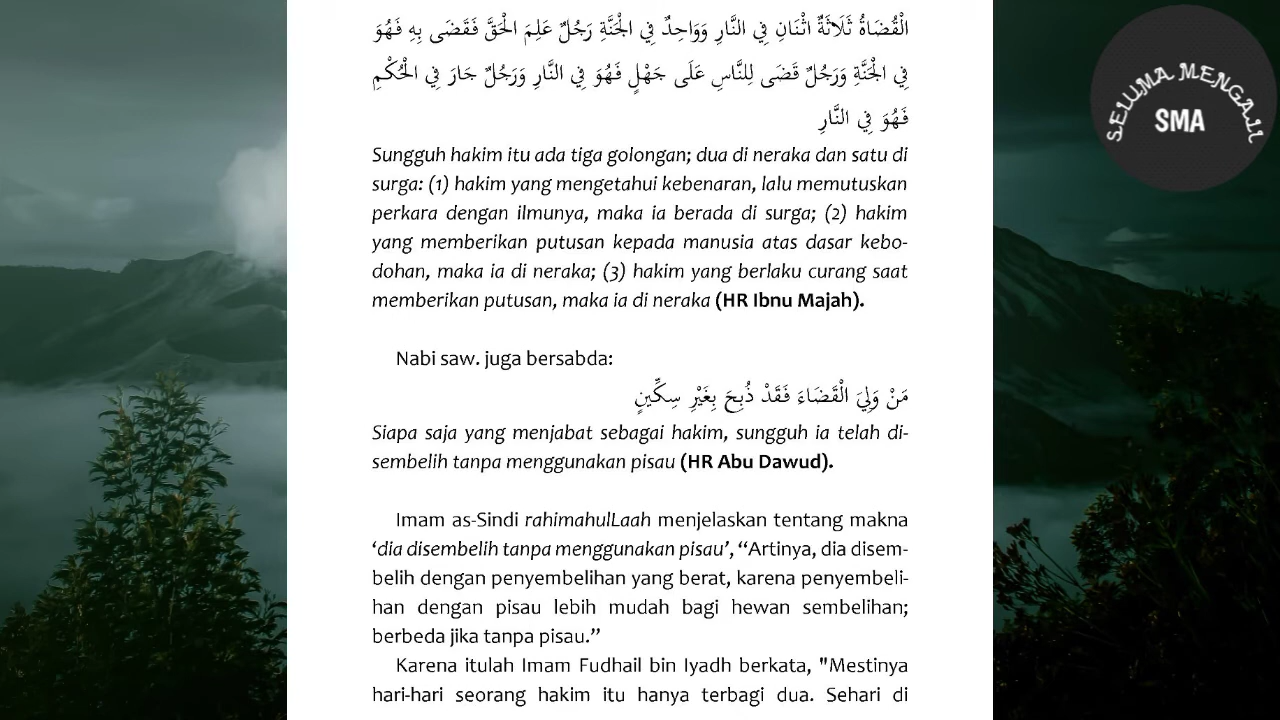 الْقُضَاةُ ثَلَاثَةٌ اثْنَانِ فِي النَّارِ وَوَاحِدٌ فِي الْجَنَّةِ رَجُلٌ عَلِمَ الْحَقَّ فَقَضَى بِهِ فَهُوَ
فِي الْجَنَّةِ وَرَجُلٌ قَضَى لِلنَّاسِ عَلَى جَهْلٍ فَهُوَ فِي النَّارِ وَرَجُلٌ جَارَ فِي الْحُكْمِ
فَهُوَ فِي النَّارِ
Sungguh hakim itu ada tiga golongan; dua di neraka dan satu di
surga: (1) hakim yang mengetahui kebenaran, lalu memutuskan
perkara dengan ilmunya, maka ia berada di surga; (2) hakim
yang memberikan putusan kepada manusia atas dasar kebo-
dohan, maka ia di neraka; (3) hakim yang berlaku curang saat
memberikan putusan, maka ia di neraka (HR Ibnu Majah).
Nabi saw. juga bersabda:
مَنْ وَلِيَ الْقَضَاءَ فَقَدْ ذُبِحَ بِغَيْرِ سِكِّينٍ
Siapa saja yang menjabat sebagai hakim, sungguh ia telah di-
sembelih tanpa menggunakan pisau (HR Abu Dawud).
Imam as-Sindi rahimahulLaah menjelaskan tentang makna
‘dia disembelih tanpa menggunakan pisau’, “Artinya, dia disem-
belih dengan penyembelihan yang berat, karena penyembeli-
han dengan pisau lebih mudah bagi hewan sembelihan;
berbeda jika tanpa pisau.”
Karena itulah Imam Fudhail bin Iyadh berkata, "Mestinya
hari-hari seorang hakim itu hanya terbagi dua. Sehari di
SELUMA MENGAJI
SMA